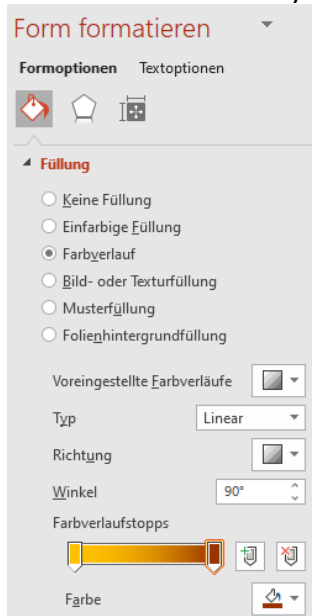 Form formatieren
Formoptionen Textoptionen
Füllung
Keine Füllung
Einfarbige Füllung
Farbverlauf
Bild- oder Texturfüllung
Musterfüllung
Folienhintergrundfüllung
Voreingestellte Farbverläufe
Typ Linear
Richtung
Winkel 90°
Farbverlaufstopps
Farbe